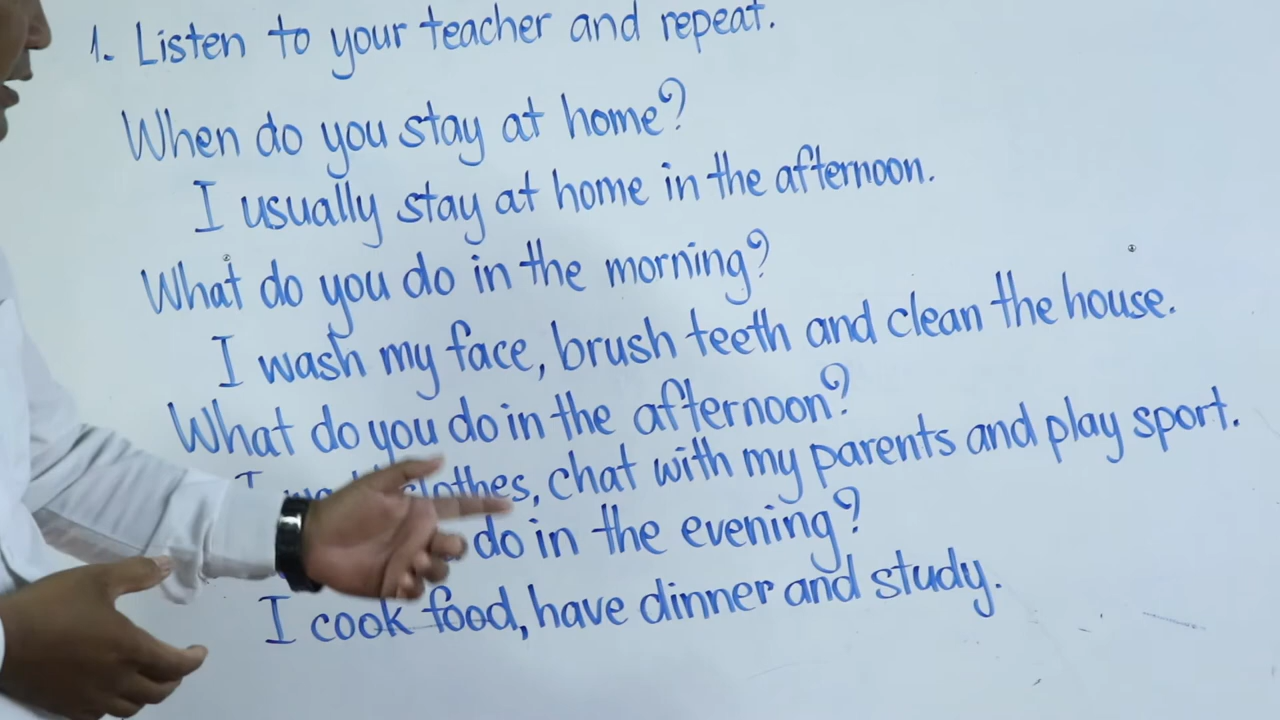 1. Listen to your teacher and repeat.
When do you stay at home?
I usually stay at home in the afternoon.
What do you do in the morning?
I wash my face, brush teeth and clean the house.
What do you do in the afternoon?
I clothes, chat with my parents and play sport.
do in the evening?
I cook food, have dinner and study.